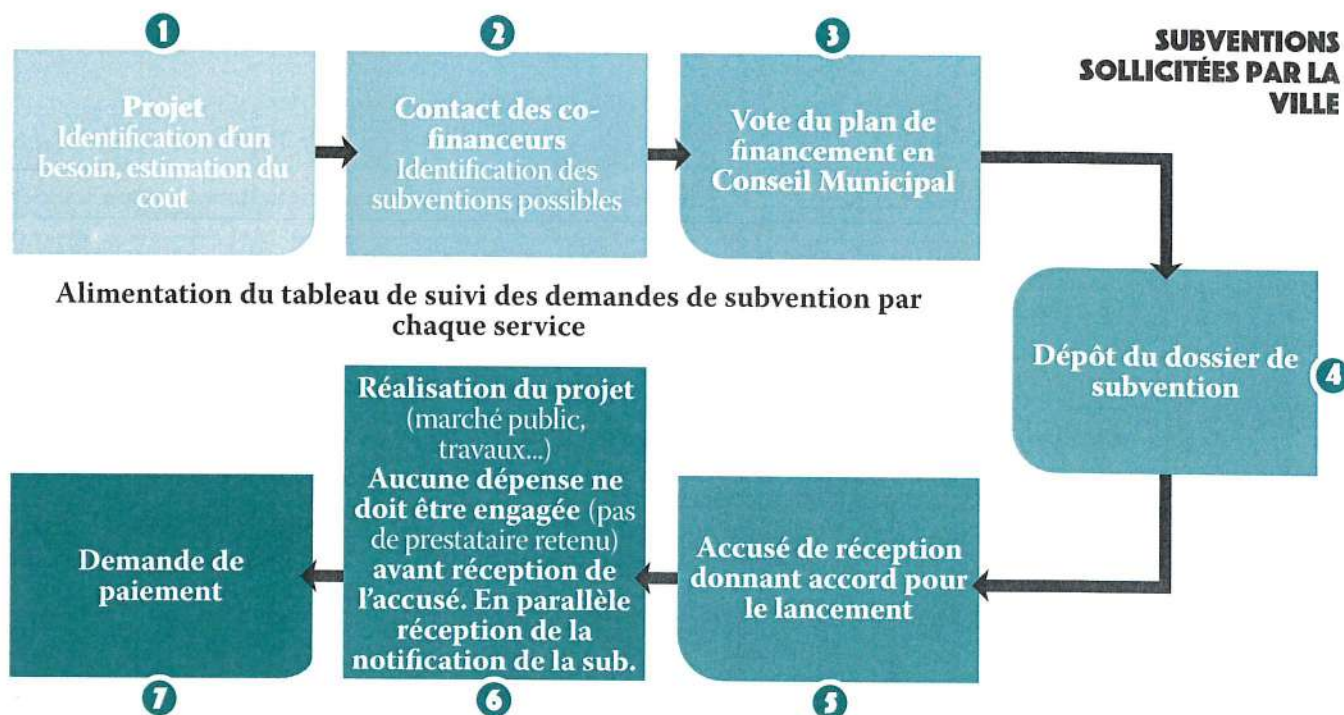 SUBVENTIONS
SOLLICITÉES PAR LA
VILLE
1
Projet
Identification d'un
besoin, estimation du
coût
2
Contact des co-
financeurs
Identification des
subventions possibles
3
Vote du plan de
financement en
Conseil Municipal
Alimentation du tableau de suivi des demandes de subvention par
chaque service
Dépôt du dossier de
subvention
4
Accusé de réception
donnant accord pour
le lancement
5
Réalisation du projet
(marché public,
travaux...)
Aucune dépense ne
doit être engagée (pas
de prestataire retenu)
avant réception de
l'accusé. En parallèle
réception de la
notification de la sub.
6
Demande de
paiement
7